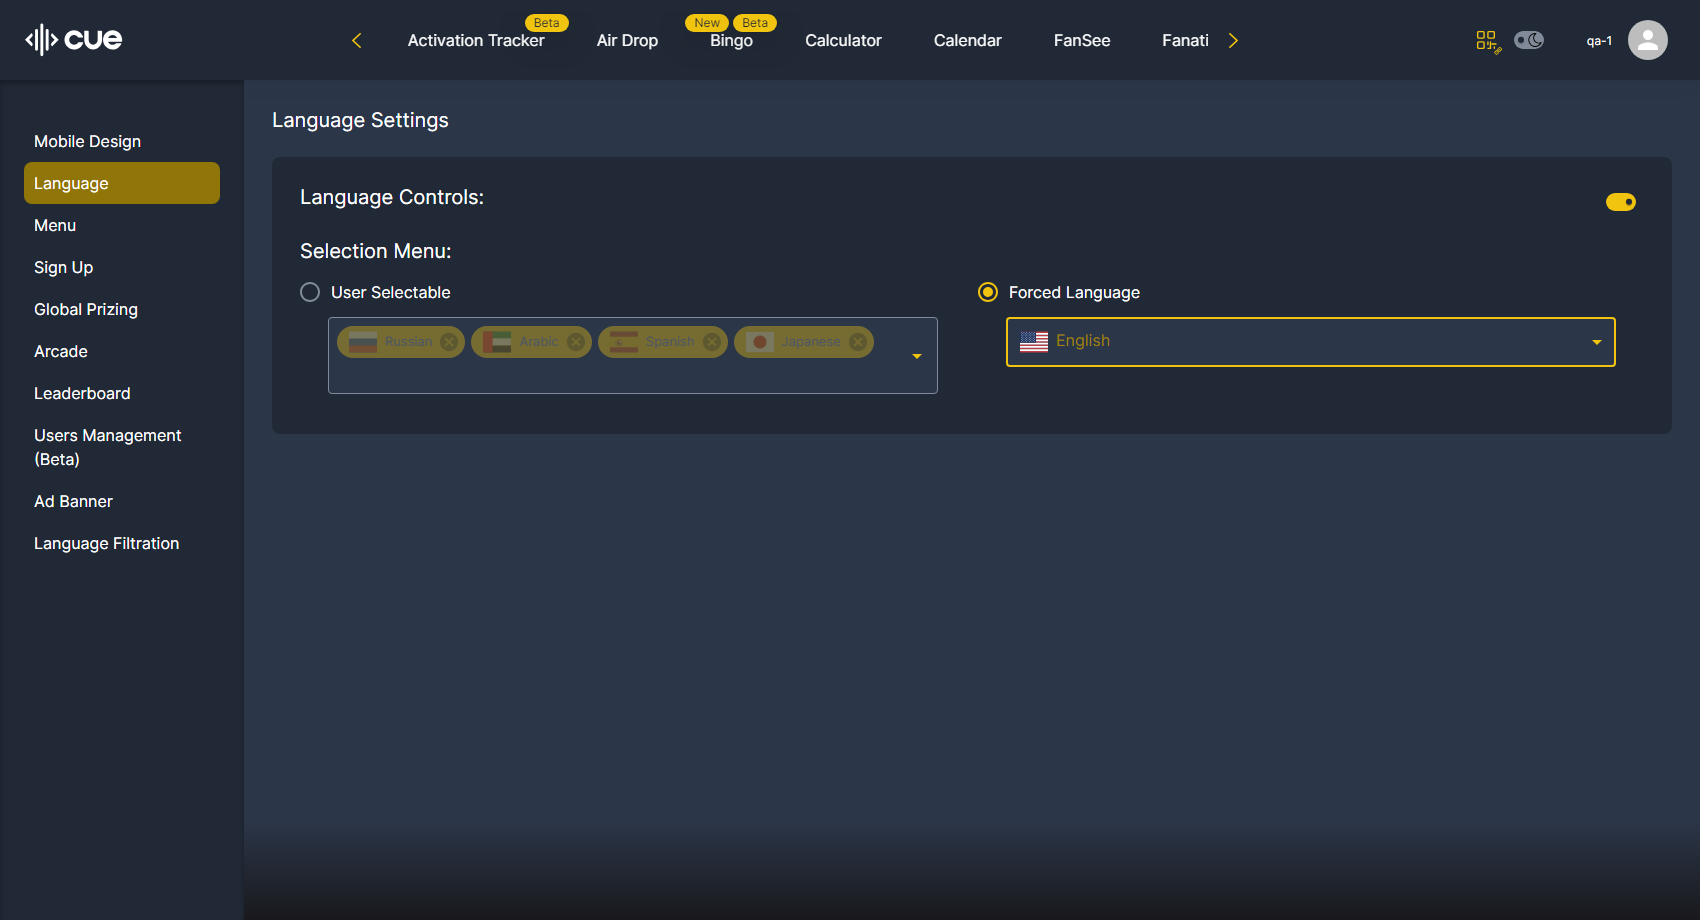 cue
Beta
New
Beta
Activation Tracker
Air Drop
Bingo
Calculator
Calendar
FanSee
Fanati
qa-1
Mobile Design
Language
Menu
Sign Up
Global Prizing
Arcade
Leaderboard
Users Management
(Beta)
Ad Banner
Language Filtration
Language Settings
Language Controls:
Selection Menu:
User Selectable
Russian
Arabic
Spanish
Japanese
Forced Language
English